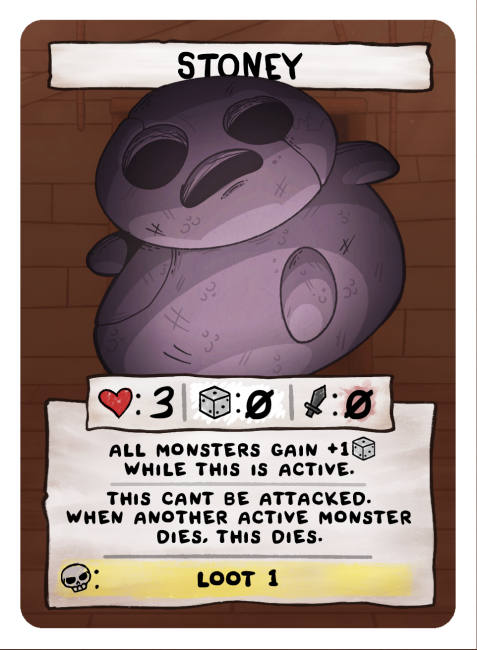 STONEY
:3 :Ø :Ø
ALL MONSTERS GAIN +1
WHILE THIS IS ACTIVE.
THIS CANT BE ATTACKED.
WHEN ANOTHER ACTIVE MONSTER
DIES, THIS DIES.
: LOOT 1